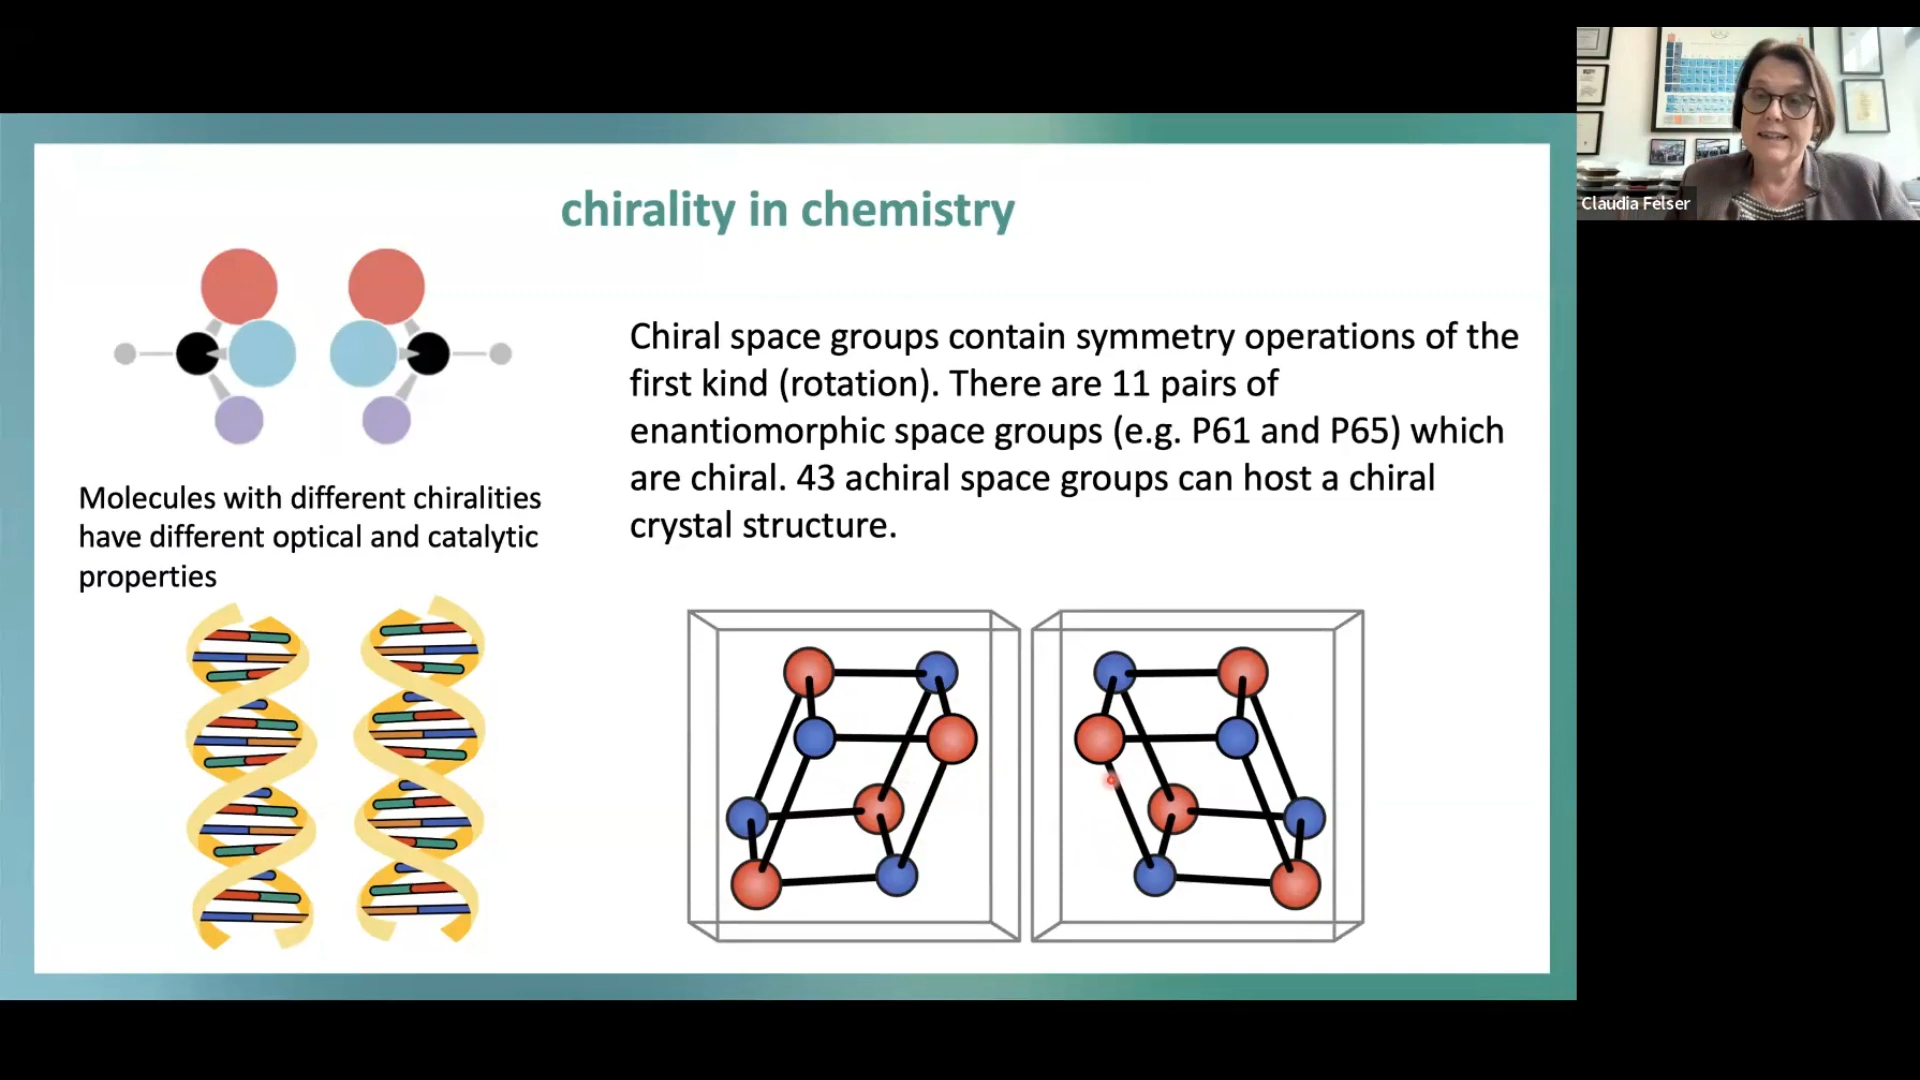 chirality in chemistry
Chiral space groups contain symmetry operations of the
first kind (rotation). There are 11 pairs of
enantiomorphic space groups (e.g. P61 and P65) which
are chiral. 43 achiral space groups can host a chiral
crystal structure.
Molecules with different chiralities
have different optical and catalytic
properties
Claudia Felser